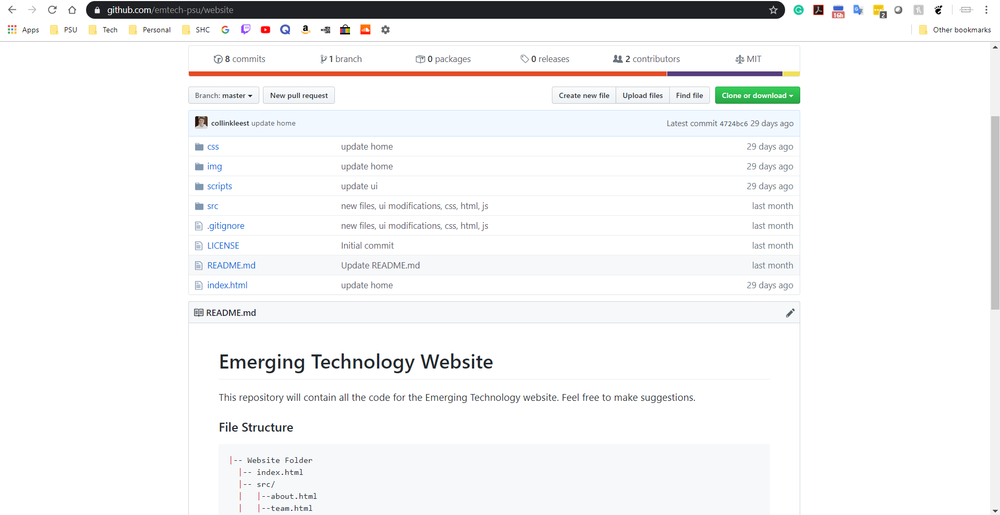 github.com/emtech-psu/website
16h
2
Apps PSU Tech Personal SHC Other bookmarks
8 commits 1 branch 0 packages 0 releases 2 contributors MIT
Branch: master New pull request Create new file Upload files Find file Clone or download
collinkleest update home Latest commit 4724bc6 29 days ago
css update home 29 days ago
img update home 29 days ago
scripts update ui 29 days ago
src new files, ui modifications, css, html, js last month
.gitignore new files, ui modifications, css, html, js last month
LICENSE Initial commit last month
README.md Update README.md last month
index.html update home 29 days ago
README.md
Emerging Technology Website
This repository will contain all the code for the Emerging Technology website. Feel free to make suggestions.
File Structure
|-- Website Folder
|-- index.html
|-- src/
| |--about.html
| |--team.html